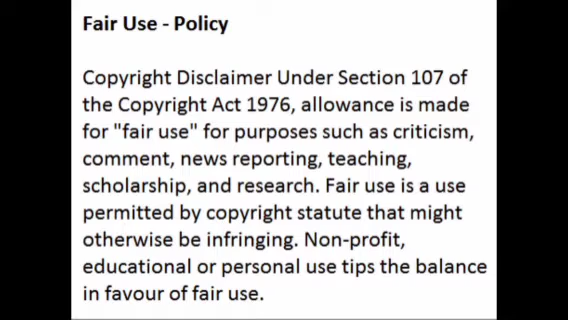 Fair Use - Policy
Copyright Disclaimer Under Section 107 of
the Copyright Act 1976, allowance is made
for "fair use" for purposes such as criticism,
comment, news reporting, teaching,
scholarship, and research. Fair use is a use
permitted by copyright statute that might
otherwise be infringing. Non-profit,
educational or personal use tips the balance
in favour of fair use.